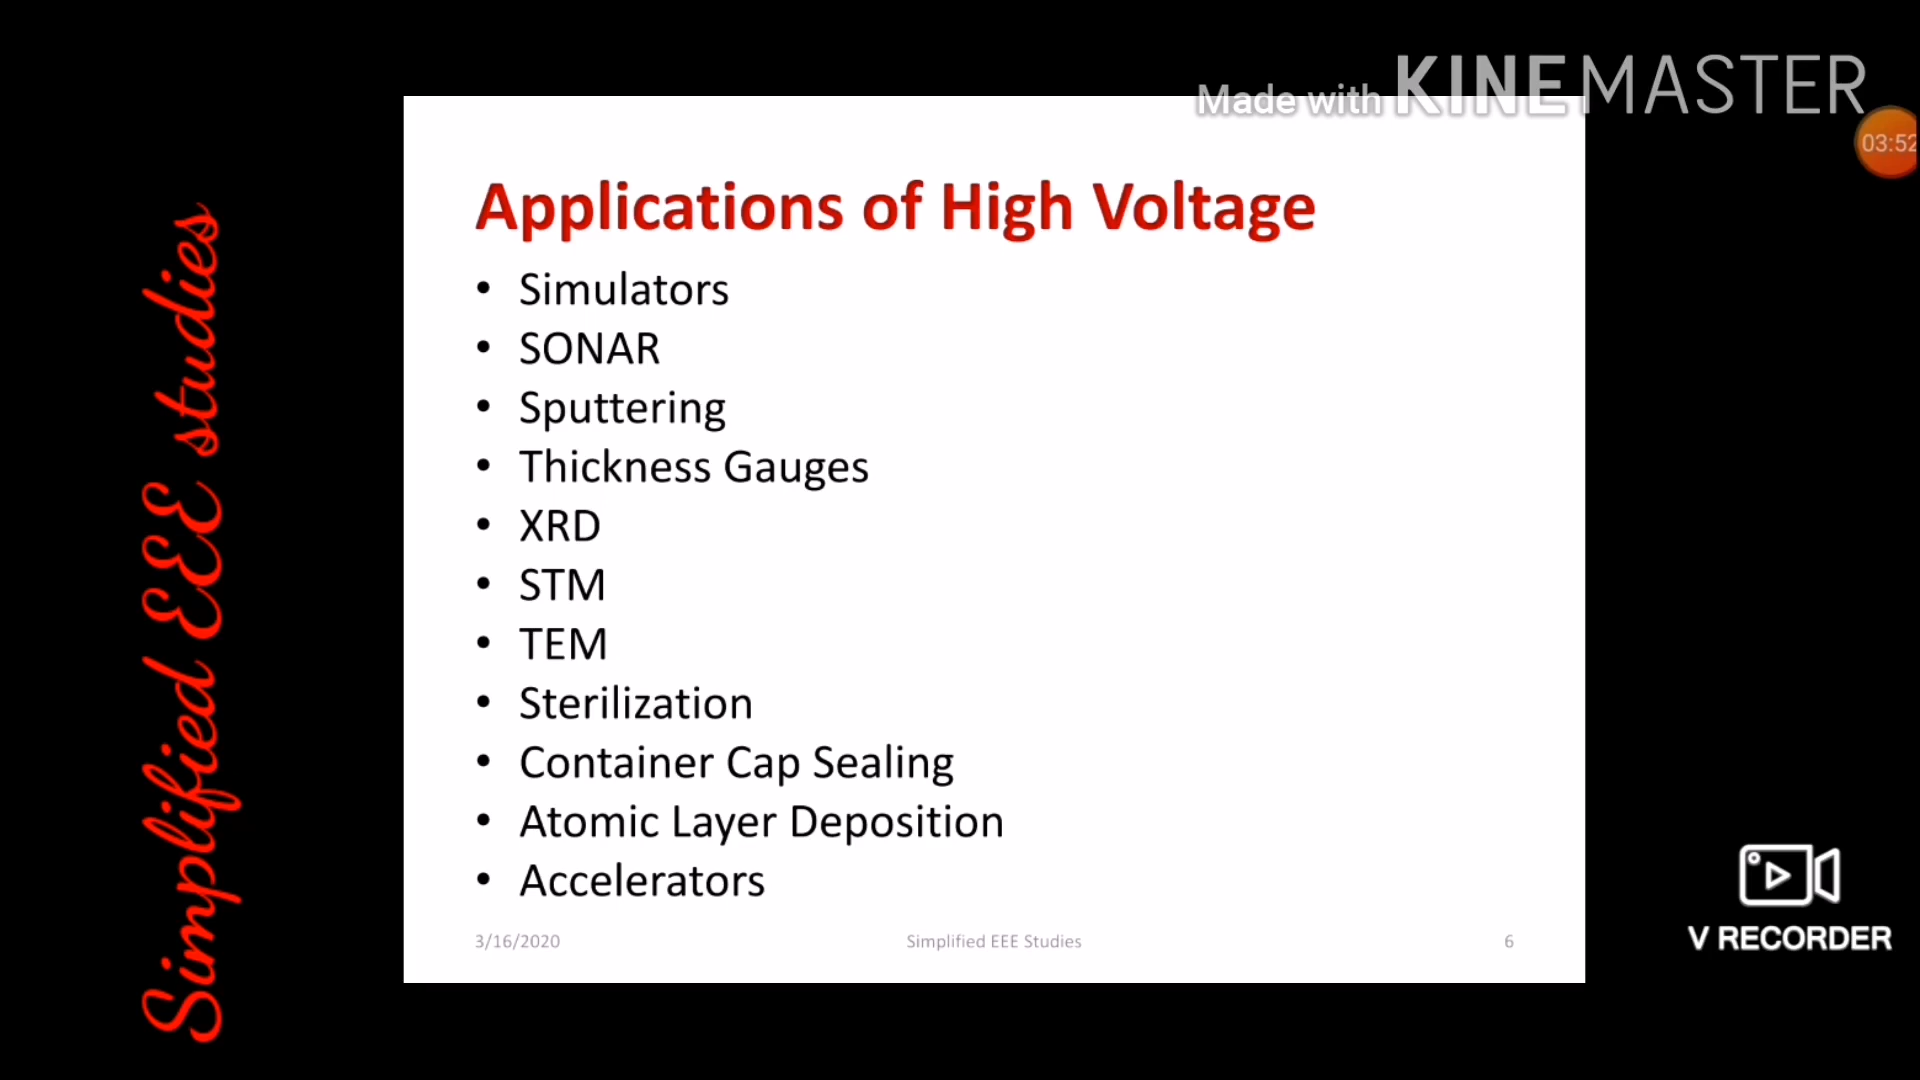 Made with KINEMASTER
03:52
Simplified EEE studies
Applications of High Voltage
• Simulators
• SONAR
• Sputtering
• Thickness Gauges
• XRD
• STM
• TEM
• Sterilization
• Container Cap Sealing
• Atomic Layer Deposition
• Accelerators
3/16/2020 Simplified EEE Studies 6
V RECORDER